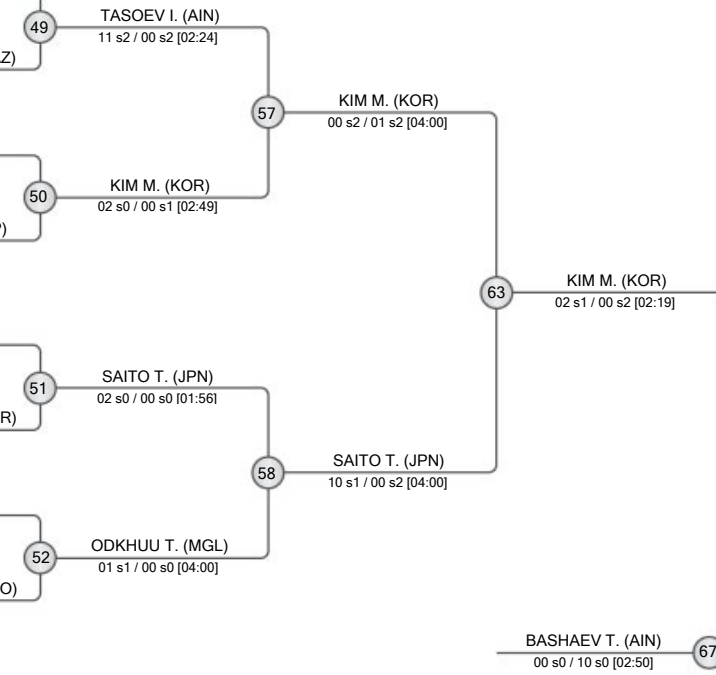 49
TASOEV I. (AIN)
11 s2 / 00 s2 [02:24]
Z)
57
KIM M. (KOR)
00 s2 / 01 s2 [04:00]
50
KIM M. (KOR)
02 s0 / 00 s1 [02:49]
)
63
KIM M. (KOR)
02 s1 / 00 s2 [02:19]
51
SAITO T. (JPN)
02 s0 / 00 s0 [01:56]
R)
58
SAITO T. (JPN)
10 s1 / 00 s2 [04:00]
52
ODKHUU T. (MGL)
01 s1 / 00 s0 [04:00]
O)
BASHAEV T. (AIN)
00 s0 / 10 s0 [02:50]
67